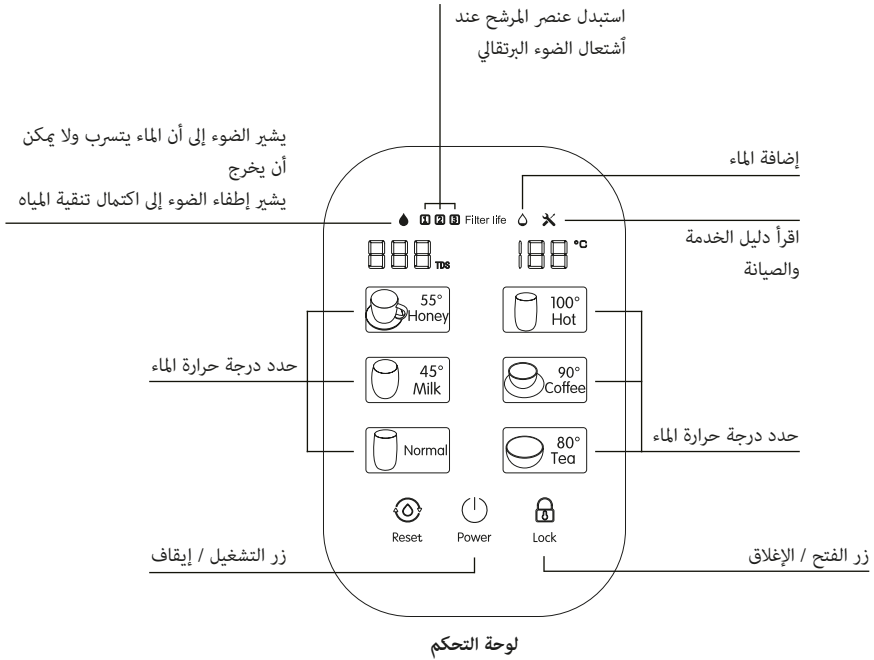 استبدل عنصر المرشح عند
أشتعال الضوء البرتقالي
يشير الضوء إلى أن الماء يتسرب ولا يمكن
أن يخرج
يشير إطفاء الضوء إلى اكتمال تنقية المياه
إضافة الماء
اقرأ دليل الخدمة
والصيانة
1 2 3 Filter life
888 TDS
188 °C
55°
Honey
100°
Hot
حدد درجة حرارة الماء
45°
Milk
90°
Coffee
حدد درجة حرارة الماء
Normal
80°
Tea
Reset
Power
Lock
زر التشغيل / إيقاف
زر الفتح / الإغلاق
لوحة التحكم